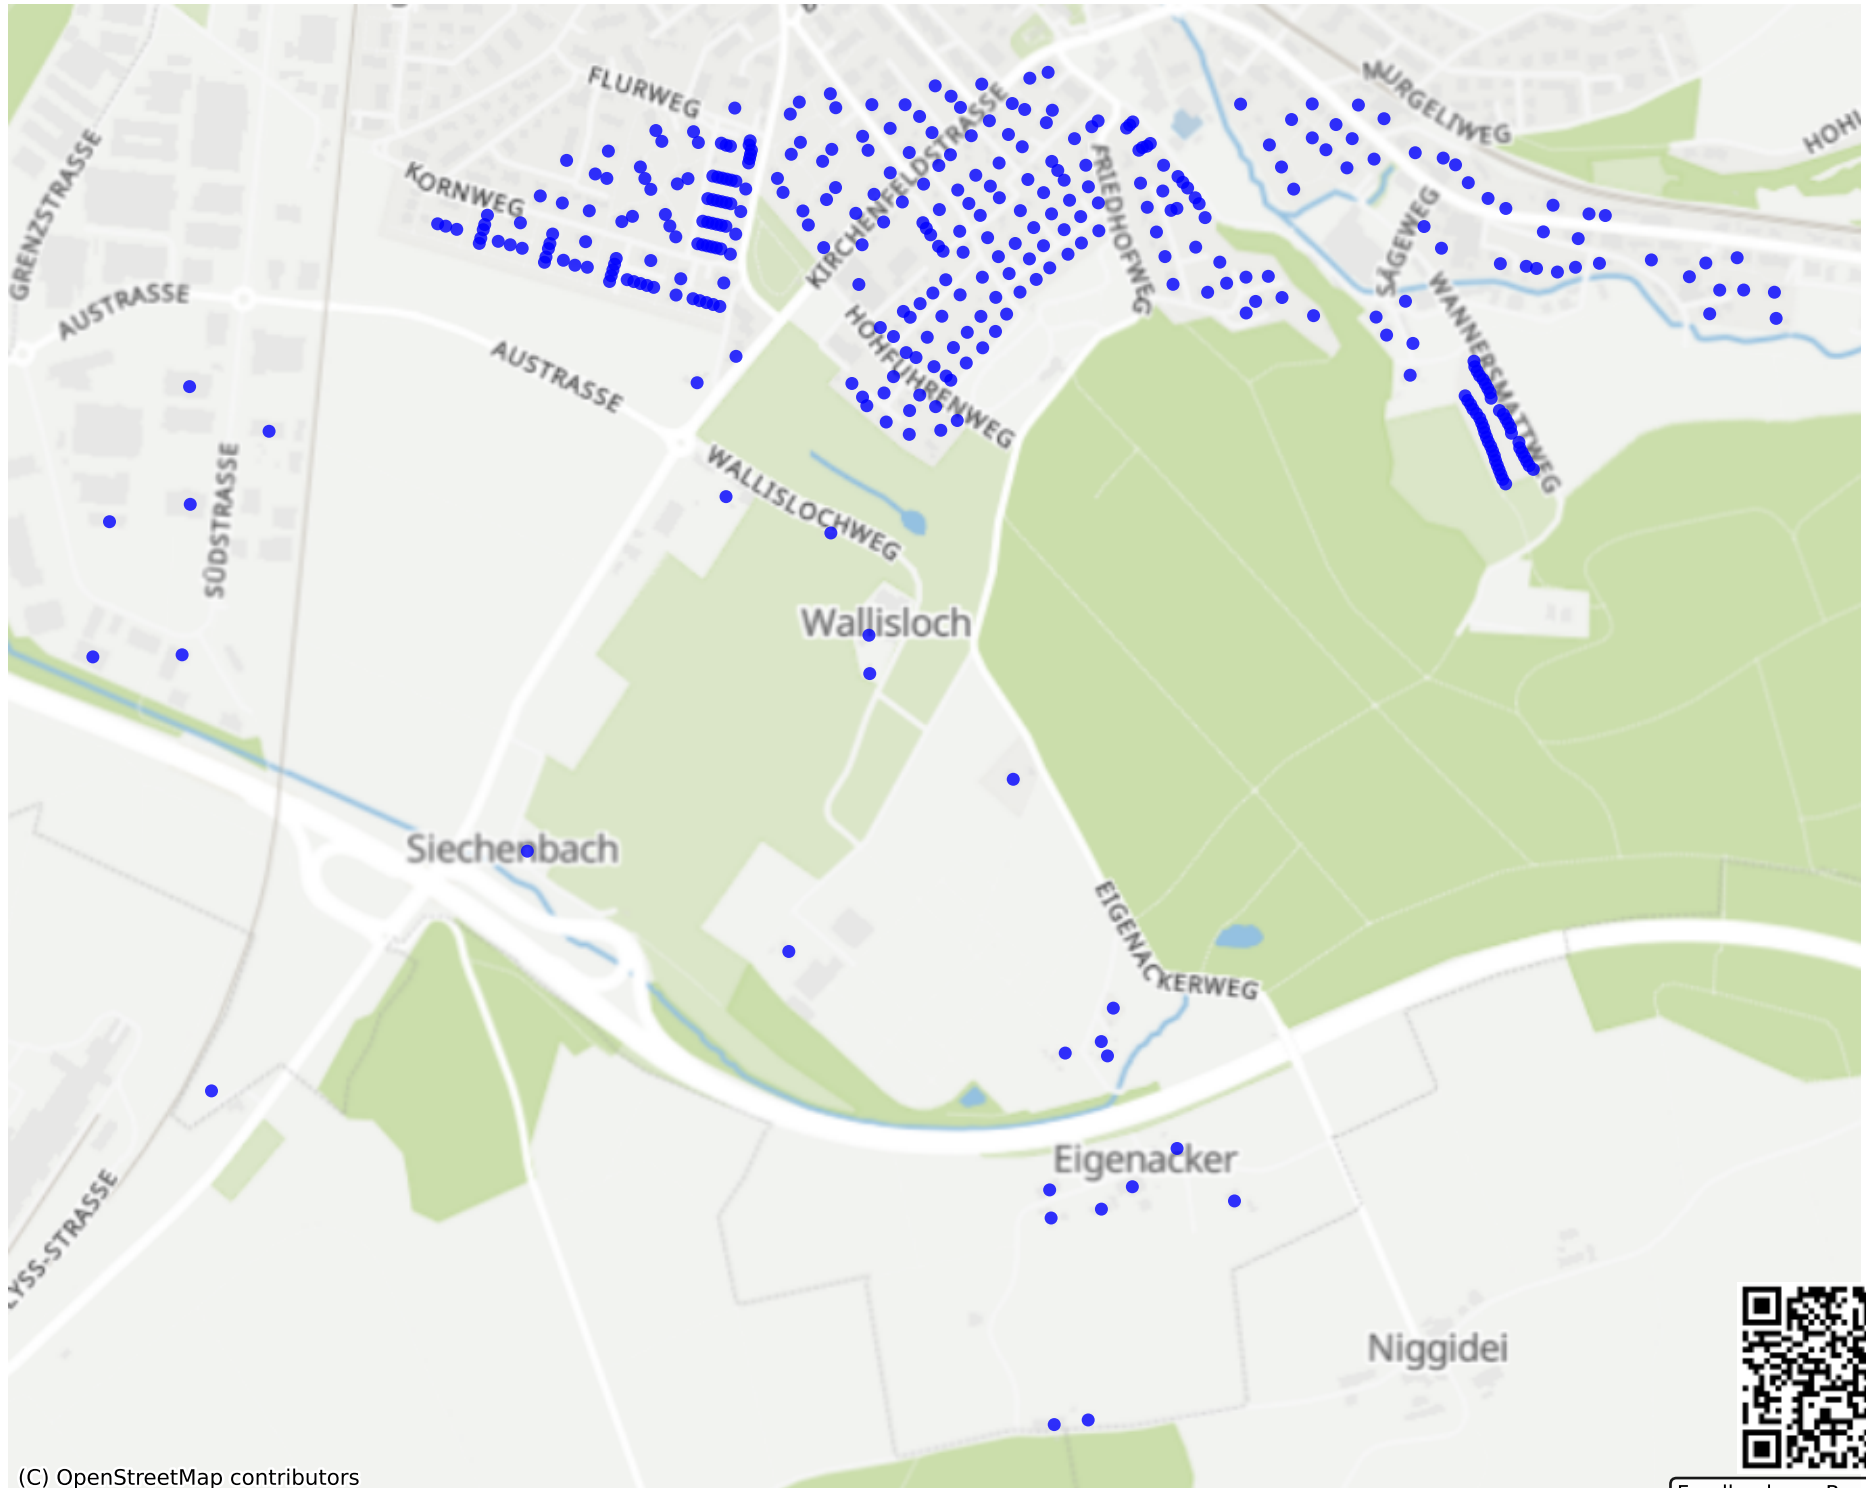 FLURWEG
MURGELIWEG
HOHL
KORNWEG
GRENZSTRASSE
KIRCHENFELDSTRASSE
FRIEDHOFWEG
SÄGEWEG
AUSTRASSE
WANNERSMATTWEG
HOHFUHRENWEG
AUSTRASSE
SÜDSTRASSE
WALLISLOCHWEG
Wallisloch
Siechenbach
EIGENACKERWEG
Eigenacker
LYSS-STRASSE
Niggidei
(C) OpenStreetMap contributors